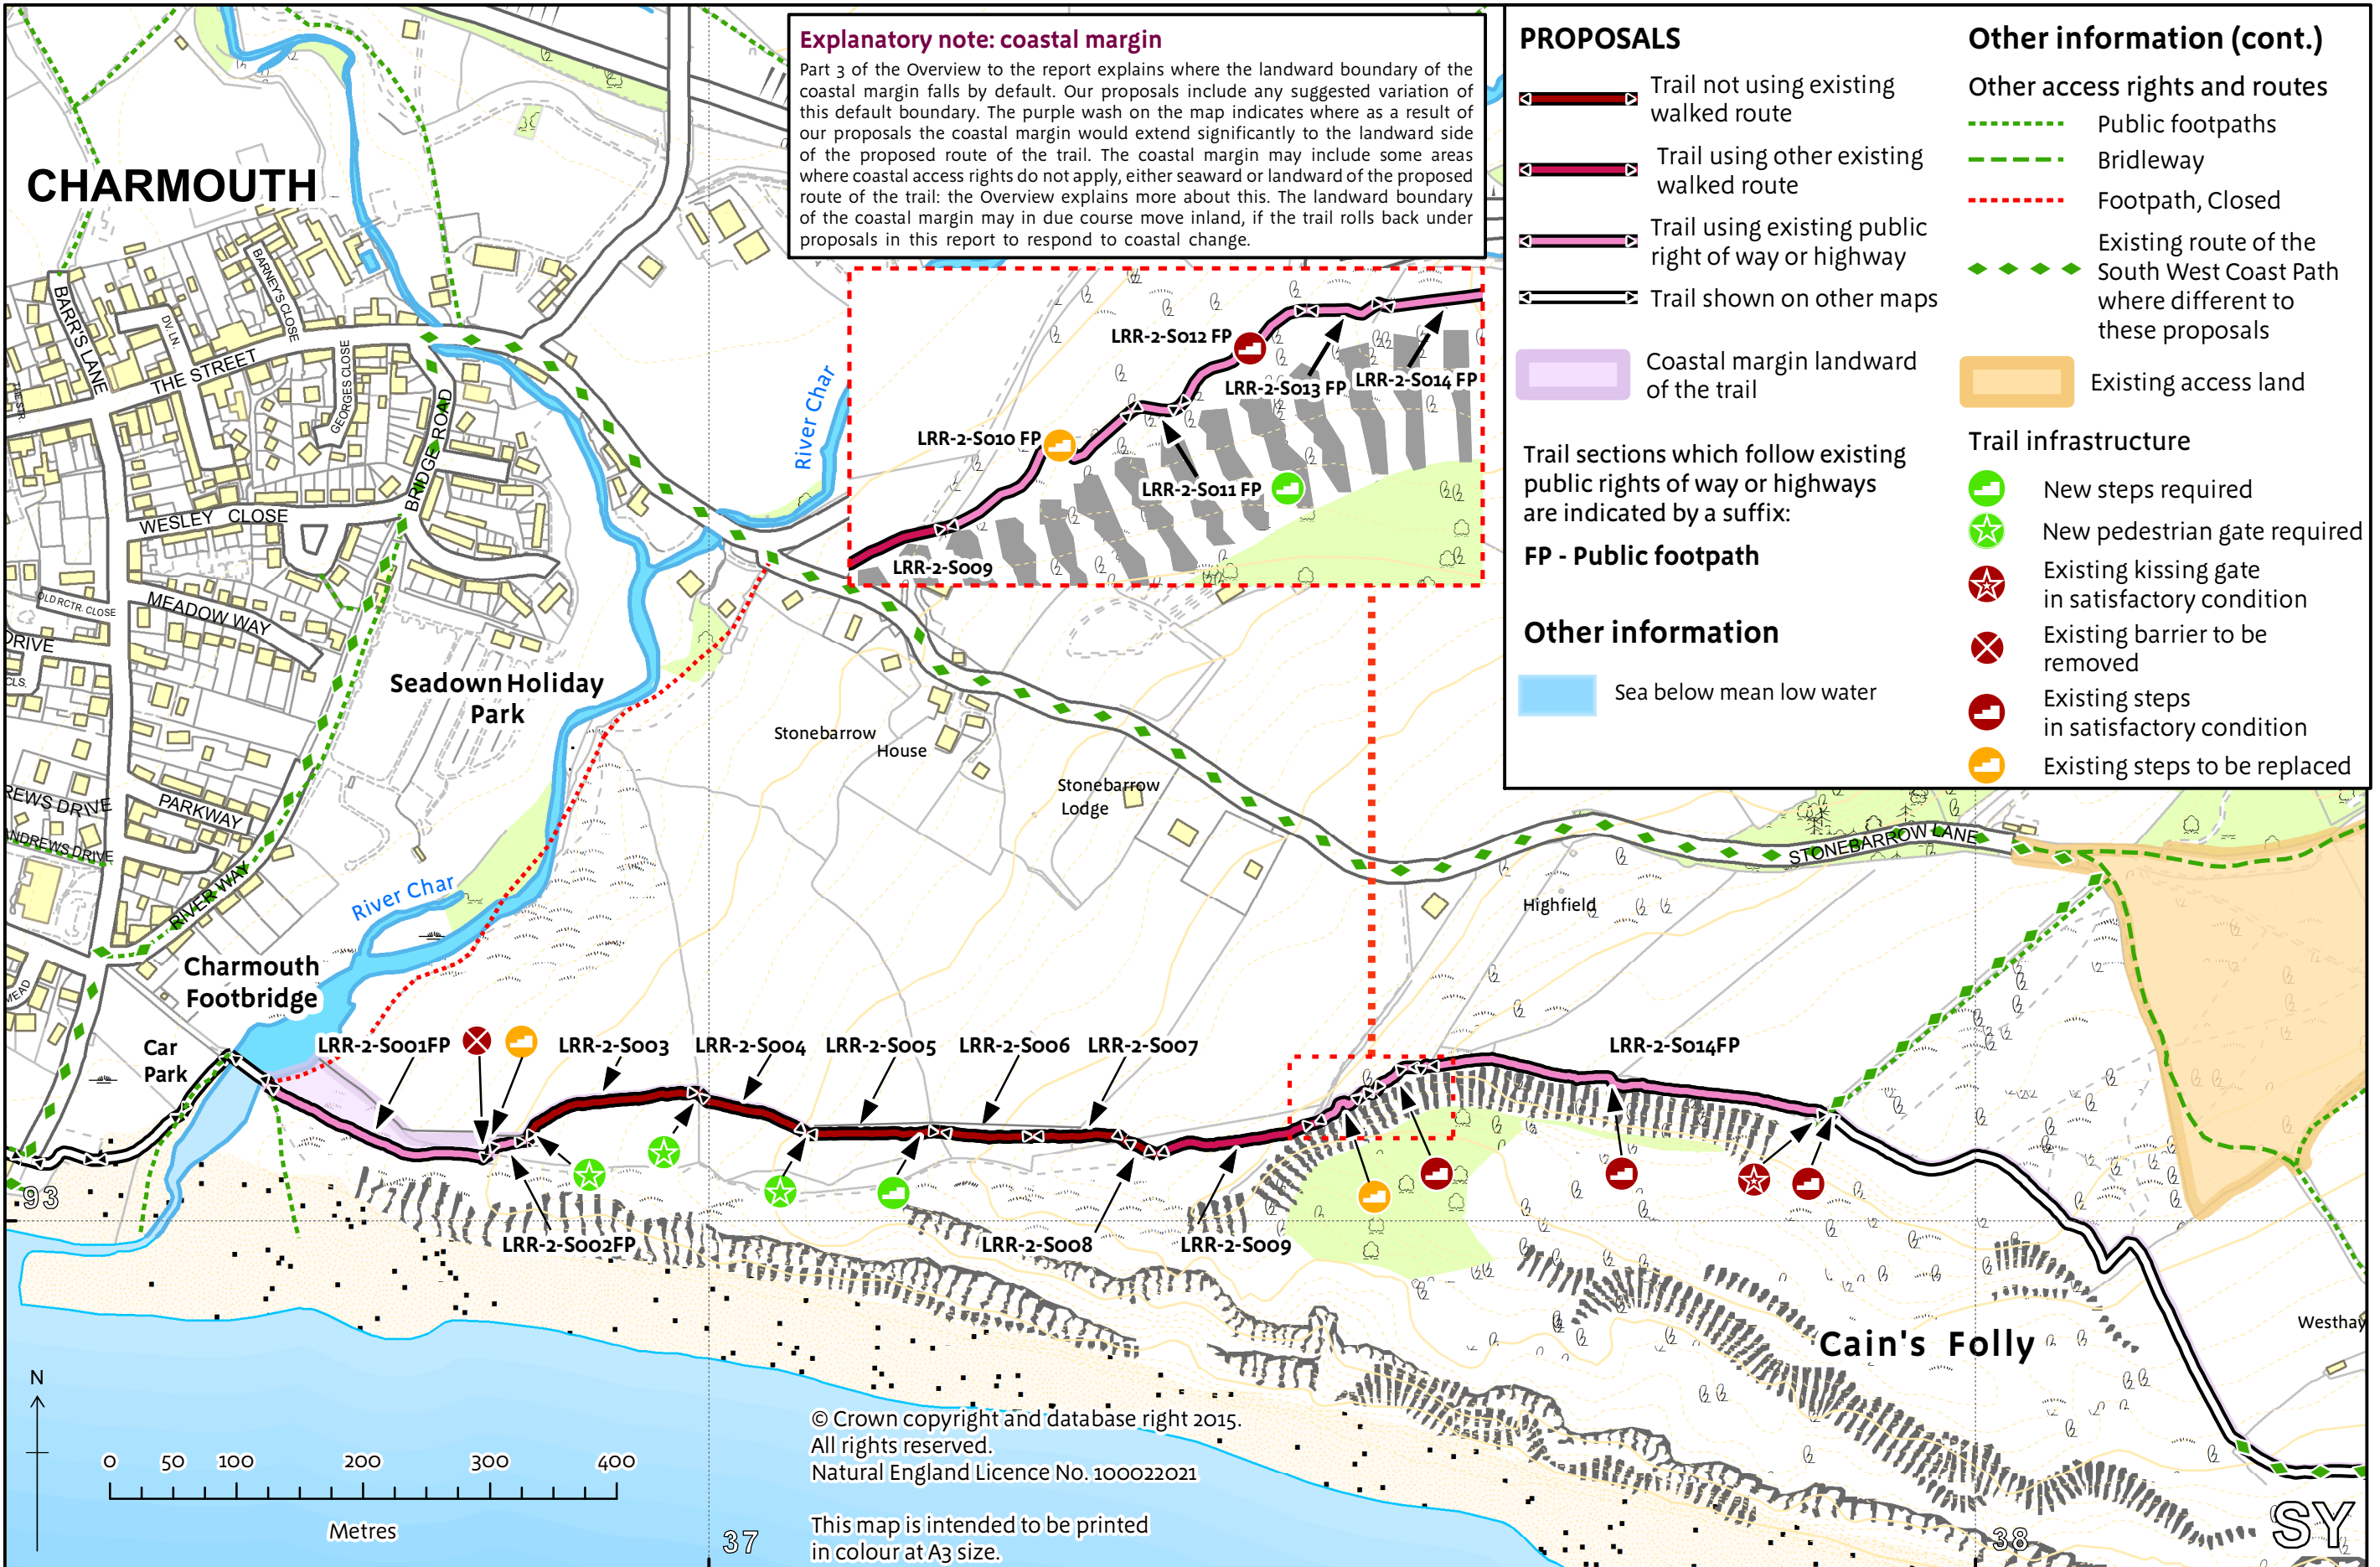 Explanatory note: coastal margin
Part 3 of the Overview to the report explains where the landward boundary of the
coastal margin falls by default. Our proposals include any suggested variation of
this default boundary. The purple wash on the map indicates where as a result of
our proposals the coastal margin would extend significantly to the landward side
of the proposed route of the trail. The coastal margin may include some areas
where coastal access rights do not apply, either seaward or landward of the proposed
route of the trail: the Overview explains more about this. The landward boundary
of the coastal margin may in due course move inland, if the trail rolls back under
proposals in this report to respond to coastal change.
PROPOSALS
Trail not using existing
walked route
Trail using other existing
walked route
Trail using existing public
right of way or highway
Trail shown on other maps
Coastal margin landward
of the trail
Trail sections which follow existing
public rights of way or highways
are indicated by a suffix:
FP - Public footpath
Other information
Sea below mean low water
Other information (cont.)
Other access rights and routes
Public footpaths
Bridleway
Footpath, Closed
Existing route of the
South West Coast Path
where different to
these proposals
Existing access land
Trail infrastructure
New steps required
New pedestrian gate required
Existing kissing gate
in satisfactory condition
Existing barrier to be
removed
Existing steps
in satisfactory condition
Existing steps to be replaced
CHARMOUTH
BARR'S LANE
BARNEY'S CLOSE
DV. LN.
THE STREET
GEORGES CLOSE
THE STR.
BRIDGE ROAD
WESLEY CLOSE
OLD RCTR. CLOSE
MEADOW WAY
DRIVE
CLS.
Seadown Holiday
Park
REWS DRIVE
PARKWAY
ANDREWS DRIVE
RIVER WAY
River Char
MEAD
Charmouth
Footbridge
Car
Park
River Char
LRR-2-S012 FP
LRR-2-S013 FP
LRR-2-S014 FP
LRR-2-S010 FP
LRR-2-S011 FP
LRR-2-S009
Stonebarrow
House
Stonebarrow
Lodge
STONEBARROW LANE
Highfield
LRR-2-S001FP
LRR-2-S003
LRR-2-S004
LRR-2-S005
LRR-2-S006
LRR-2-S007
LRR-2-S014FP
LRR-2-S002FP
LRR-2-S008
LRR-2-S009
93
Cain's Folly
Westhay
N
0 50 100 200 300 400
Metres
© Crown copyright and database right 2015.
All rights reserved.
Natural England Licence No. 100022021
This map is intended to be printed
in colour at A3 size.
37
38
SY